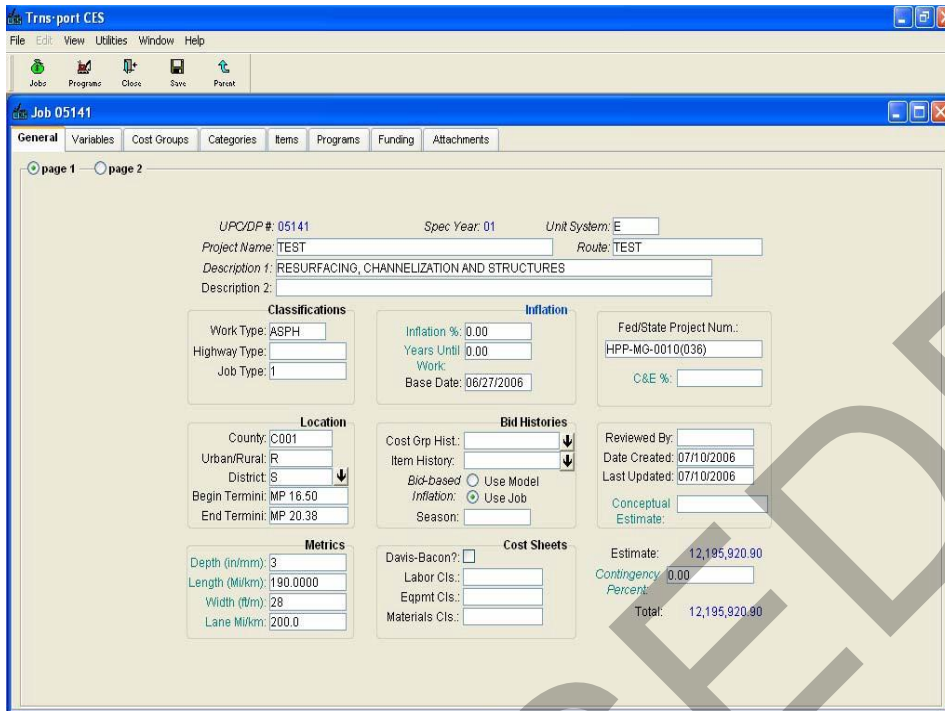 Trns·port CES
File Edit View Utilities Window Help
Jobs Programs Close Save Parent
Job 05141
General Variables Cost Groups Categories Items Programs Funding Attachments
page 1 page 2
UPC/DP #: 05141 Spec Year: 01 Unit System: E
Project Name: TEST Route: TEST
Description 1: RESURFACING, CHANNELIZATION AND STRUCTURES
Description 2:
Classifications
Work Type: ASPH
Highway Type:
Job Type: 1
Inflation
Inflation %: 0.00
Years Until Work: 0.00
Base Date: 06/27/2006
Fed/State Project Num.:
HPP-MG-0010(036)
C&E %:
Location
County: C001
Urban/Rural: R
District: S
Begin Termini: MP 16.50
End Termini: MP 20.38
Bid Histories
Cost Grp Hist.:
Item History:
Bid-based Inflation: Use Model
Use Job
Season:
Reviewed By:
Date Created: 07/10/2006
Last Updated: 07/10/2006
Conceptual Estimate:
Metrics
Depth (in/mm): 3
Length (Mi/km): 190.0000
Width (ft/m): 28
Lane Mi/km: 200.0
Cost Sheets
Davis-Bacon?:
Labor Cls.:
Eqpmt Cls.:
Materials Cls.:
Estimate: 12,195,920.90
Contingency Percent: 0.00
Total: 12,195,920.90
SED